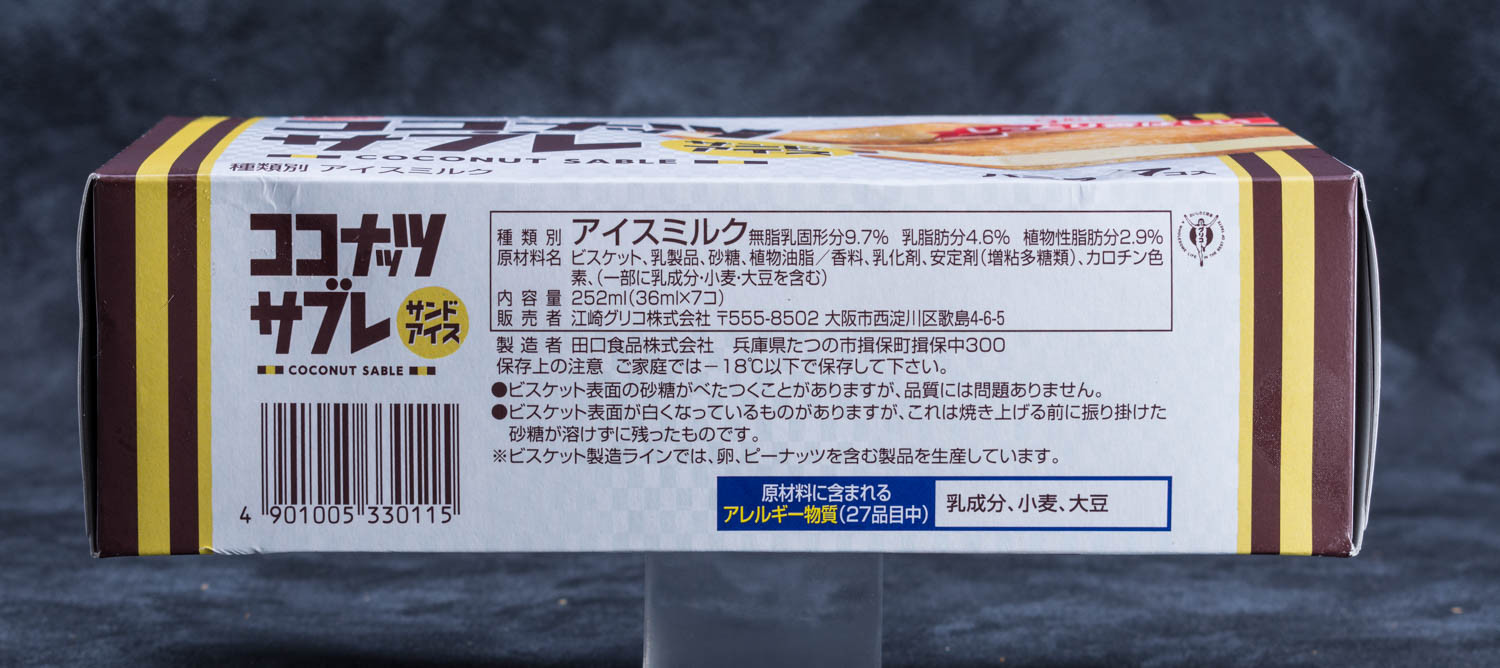 ココナッツ
サブレ サンドアイス
COCONUT SABLE
種類別 アイスミルク
ココナッツ
サブレ サンドアイス
COCONUT SABLE
種類別 アイスミルク 無脂乳固形分9.7% 乳脂肪分4.6% 植物性脂肪分2.9%
原材料名 ビスケット、乳製品、砂糖、植物油脂/香料、乳化剤、安定剤(増粘多糖類)、カロチン色
素、(一部に乳成分・小麦・大豆を含む)
内容量 252ml(36ml×7コ)
販売者 江崎グリコ株式会社 〒555-8502 大阪市西淀川区歌島4-6-5
製造者 田口食品株式会社 兵庫県たつの市揖保町揖保中300
保存上の注意 ご家庭では-18℃以下で保存して下さい。
●ビスケット表面の砂糖がべたつくことがありますが、品質には問題ありません。
●ビスケット表面が白くなっているものがありますが、これは焼き上げる前に振り掛けた
砂糖が溶けずに残ったものです。
※ビスケット製造ラインでは、卵、ピーナッツを含む製品を生産しています。
原材料に含まれる
アレルギー物質(27品目中)
乳成分、小麦、大豆
4 901005 330115
グリコ